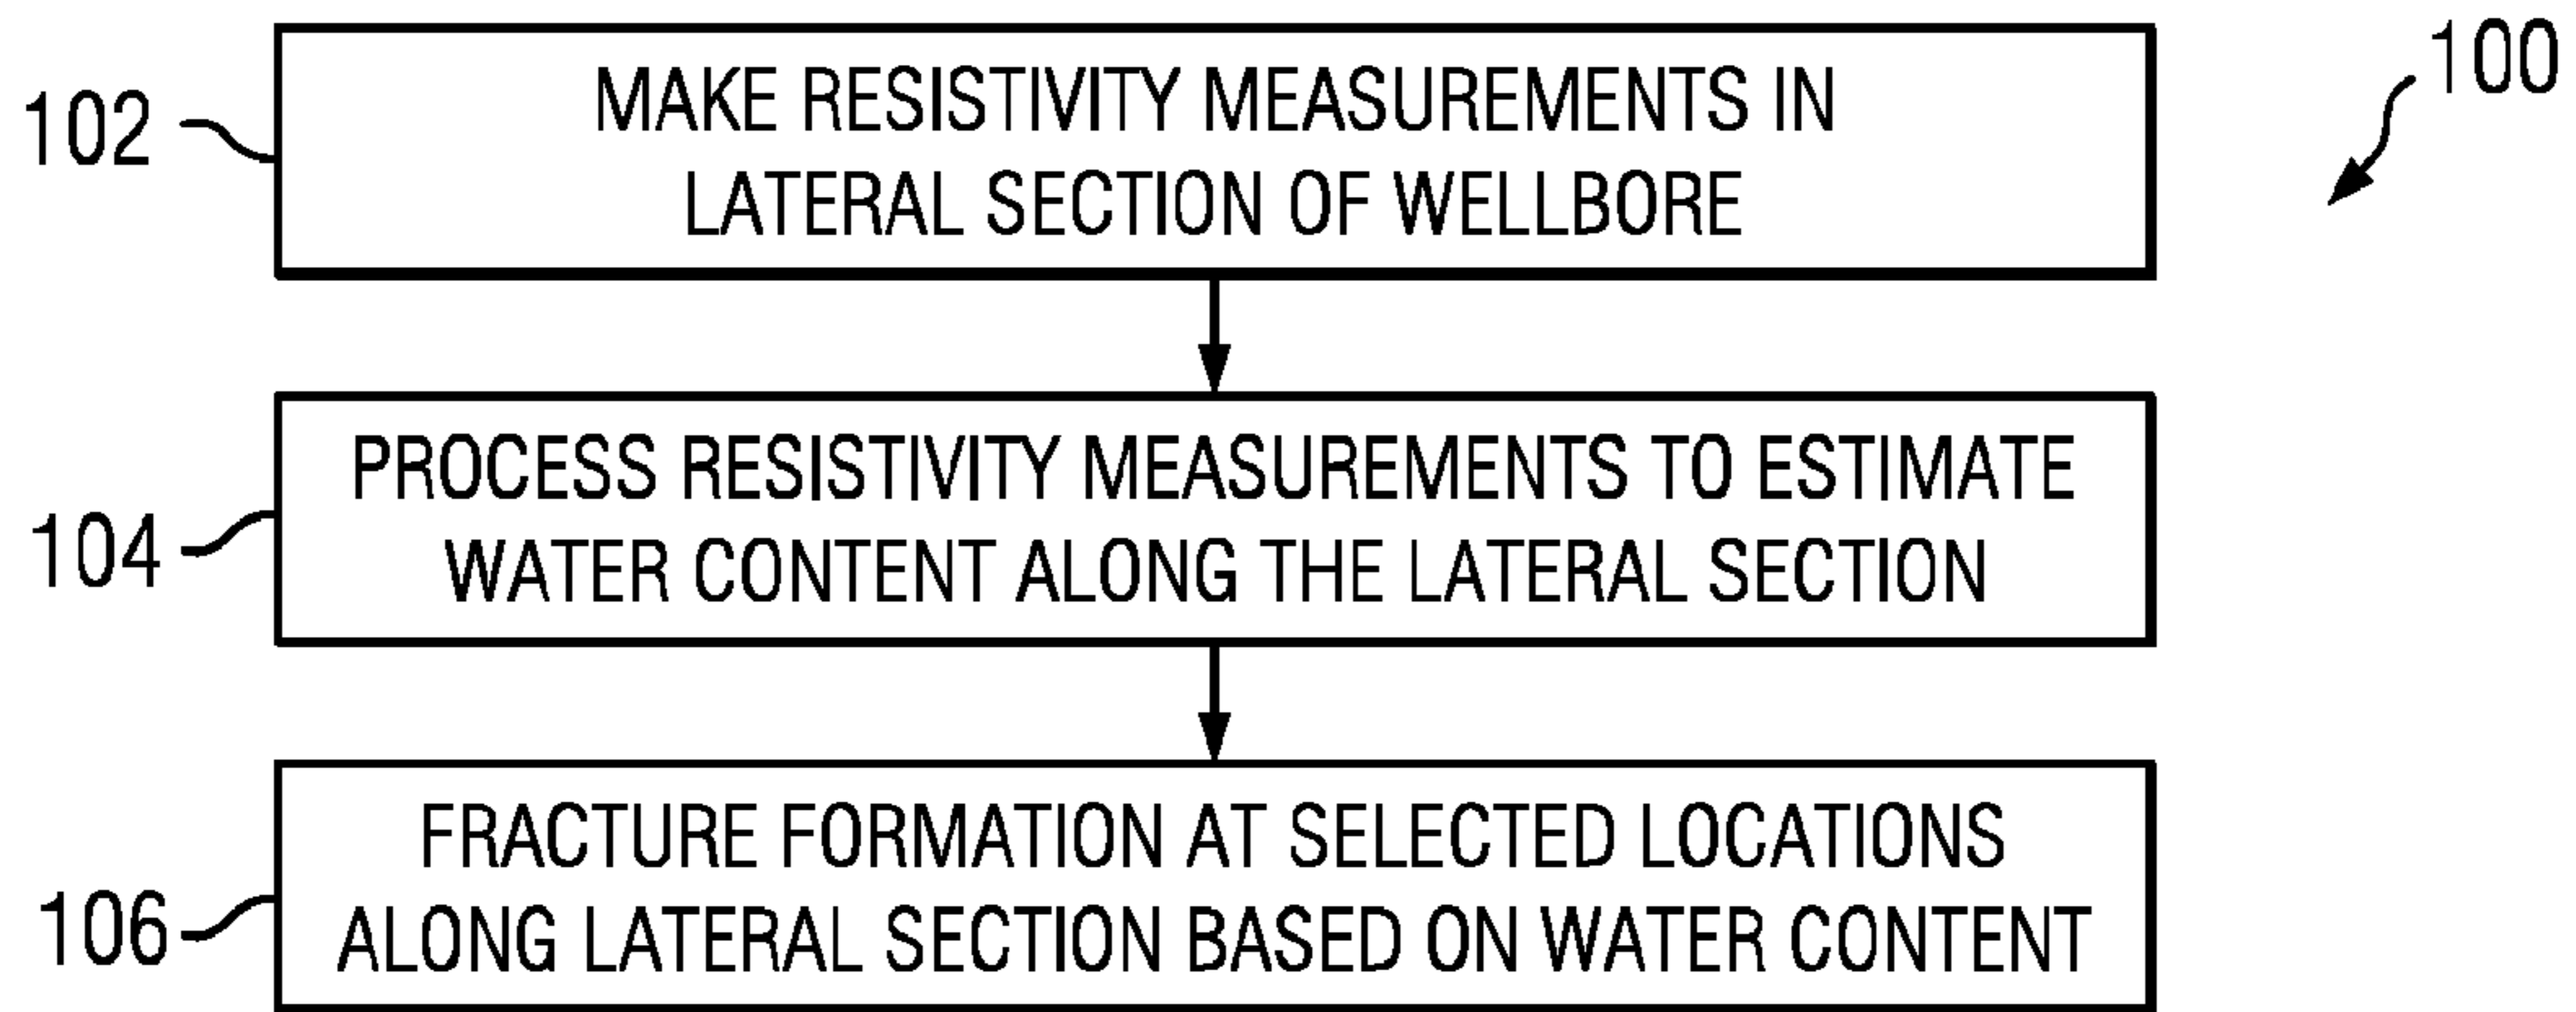 100
102
MAKE RESISTIVITY MEASUREMENTS IN
LATERAL SECTION OF WELLBORE
104
PROCESS RESISTIVITY MEASUREMENTS TO ESTIMATE
WATER CONTENT ALONG THE LATERAL SECTION
106
FRACTURE FORMATION AT SELECTED LOCATIONS
ALONG LATERAL SECTION BASED ON WATER CONTENT